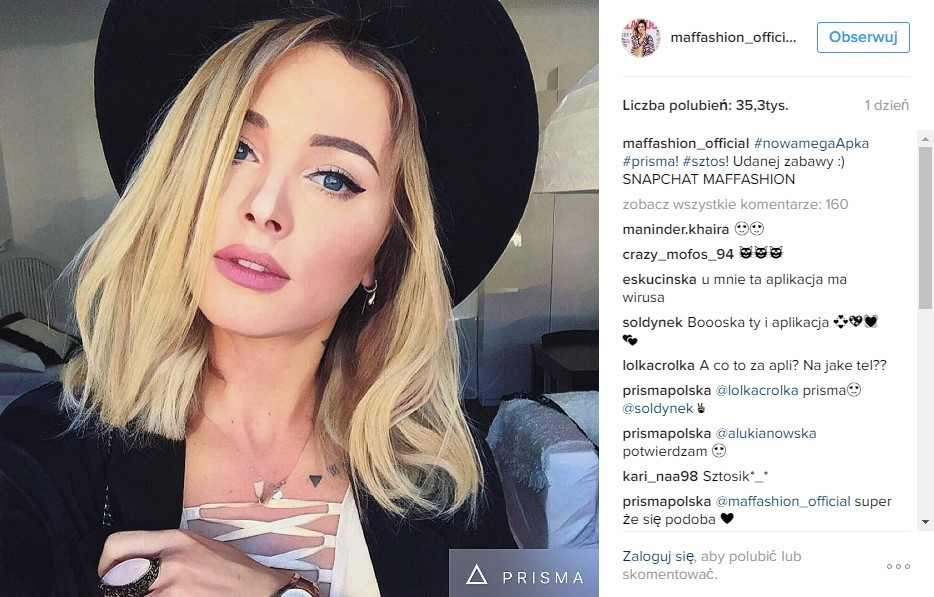 maffashion_offici...
Obserwuj
Liczba polubień: 35,3tys.
1 dzień
maffashion_official #nowamegaApka
#prisma! #sztos! Udanej zabawy :)
SNAPCHAT MAFFASHION
zobacz wszystkie komentarze: 160
maninder.khaira
crazy_mofos_94
eskucinska u mnie ta aplikacja ma
wirusa
soldynek Boooska ty i aplikacja
lolkacrolka A co to za apli? Na jake tel??
prismapolska @lolkacrolka prisma
@soldynek
prismapolska @alukianowska
potwierdzam
kari_naa98 Sztosik*_*
prismapolska @maffashion_official super
że się podoba
Zaloguj się, aby polubić lub
skomentować.
PRISMA